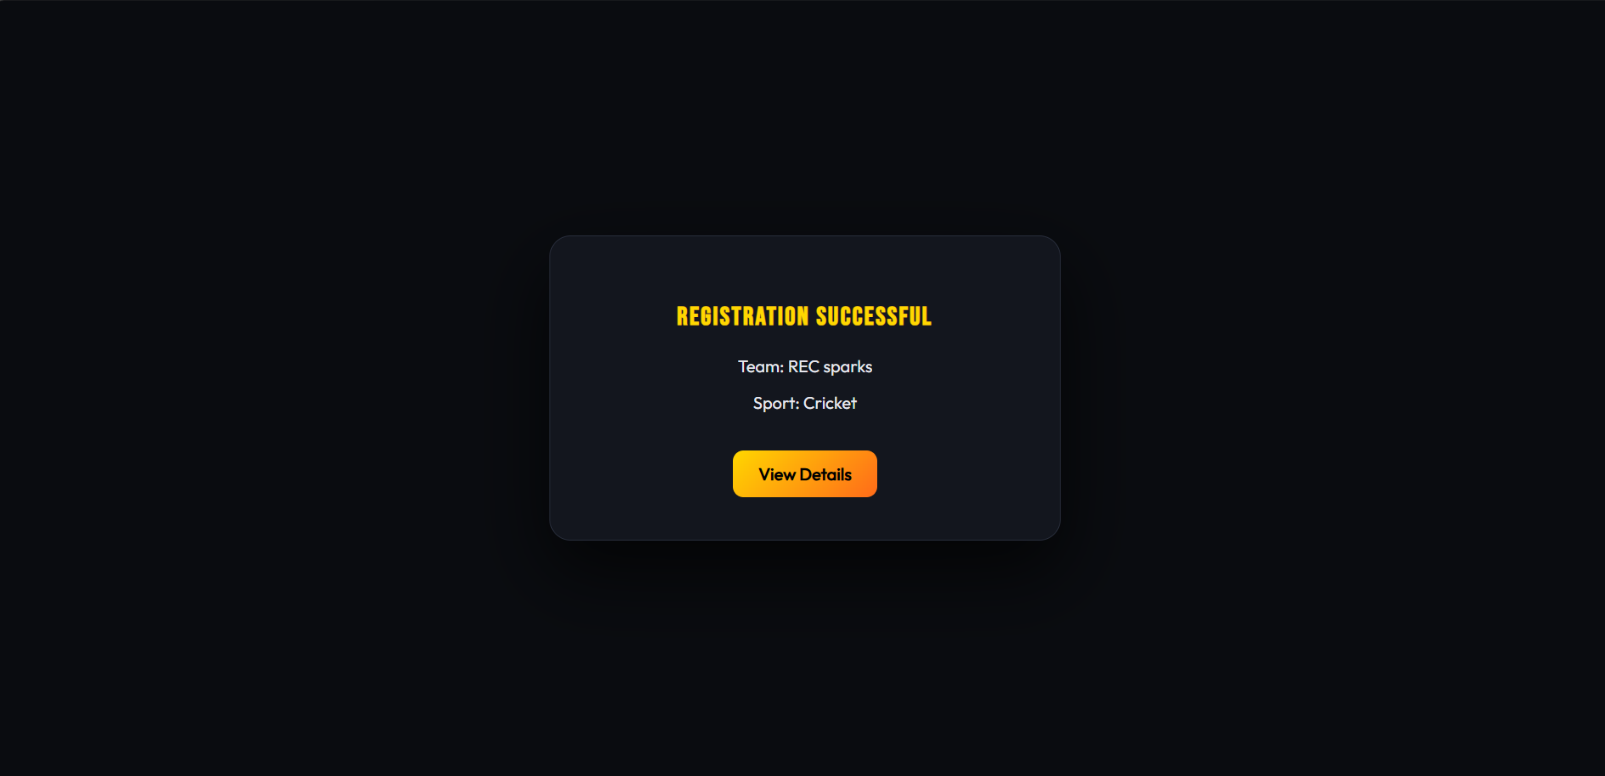 REGISTRATION SUCCESSFUL
Team: REC sparks
Sport: Cricket
View Details